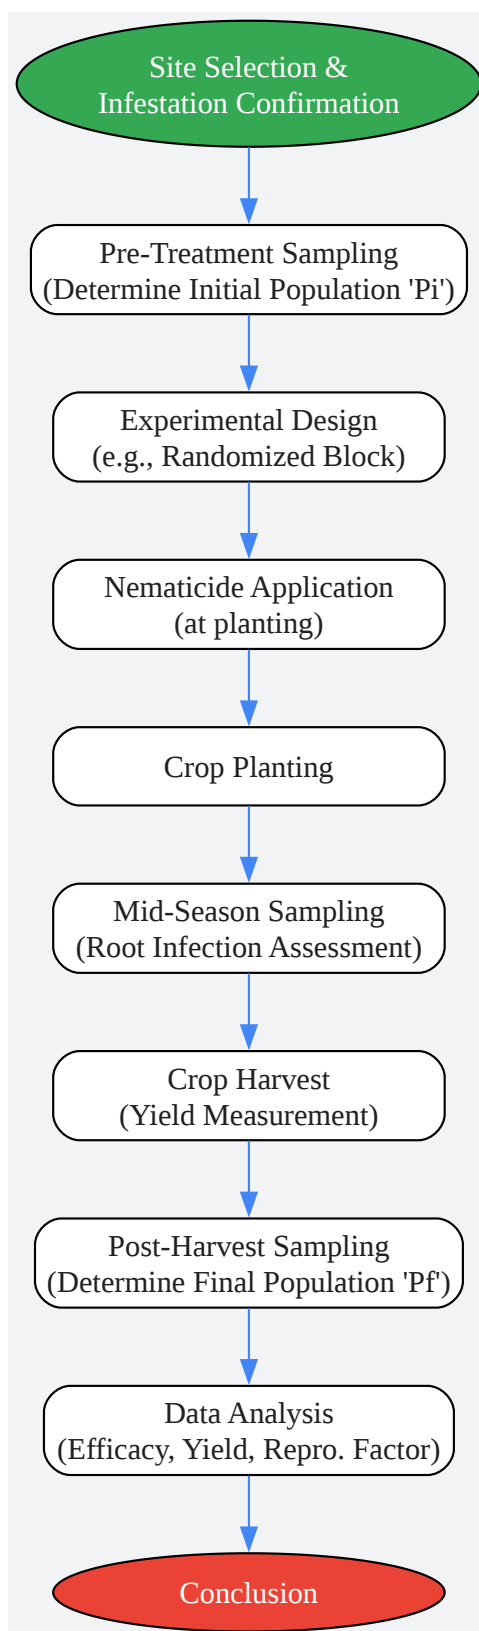 Site Selection &
Infestation Confirmation
Pre-Treatment Sampling
(Determine Initial Population 'Pi')
Experimental Design
(e.g., Randomized Block)
Nematicide Application
(at planting)
Crop Planting
Mid-Season Sampling
(Root Infection Assessment)
Crop Harvest
(Yield Measurement)
Post-Harvest Sampling
(Determine Final Population 'Pf')
Data Analysis
(Efficacy, Yield, Repro. Factor)
Conclusion